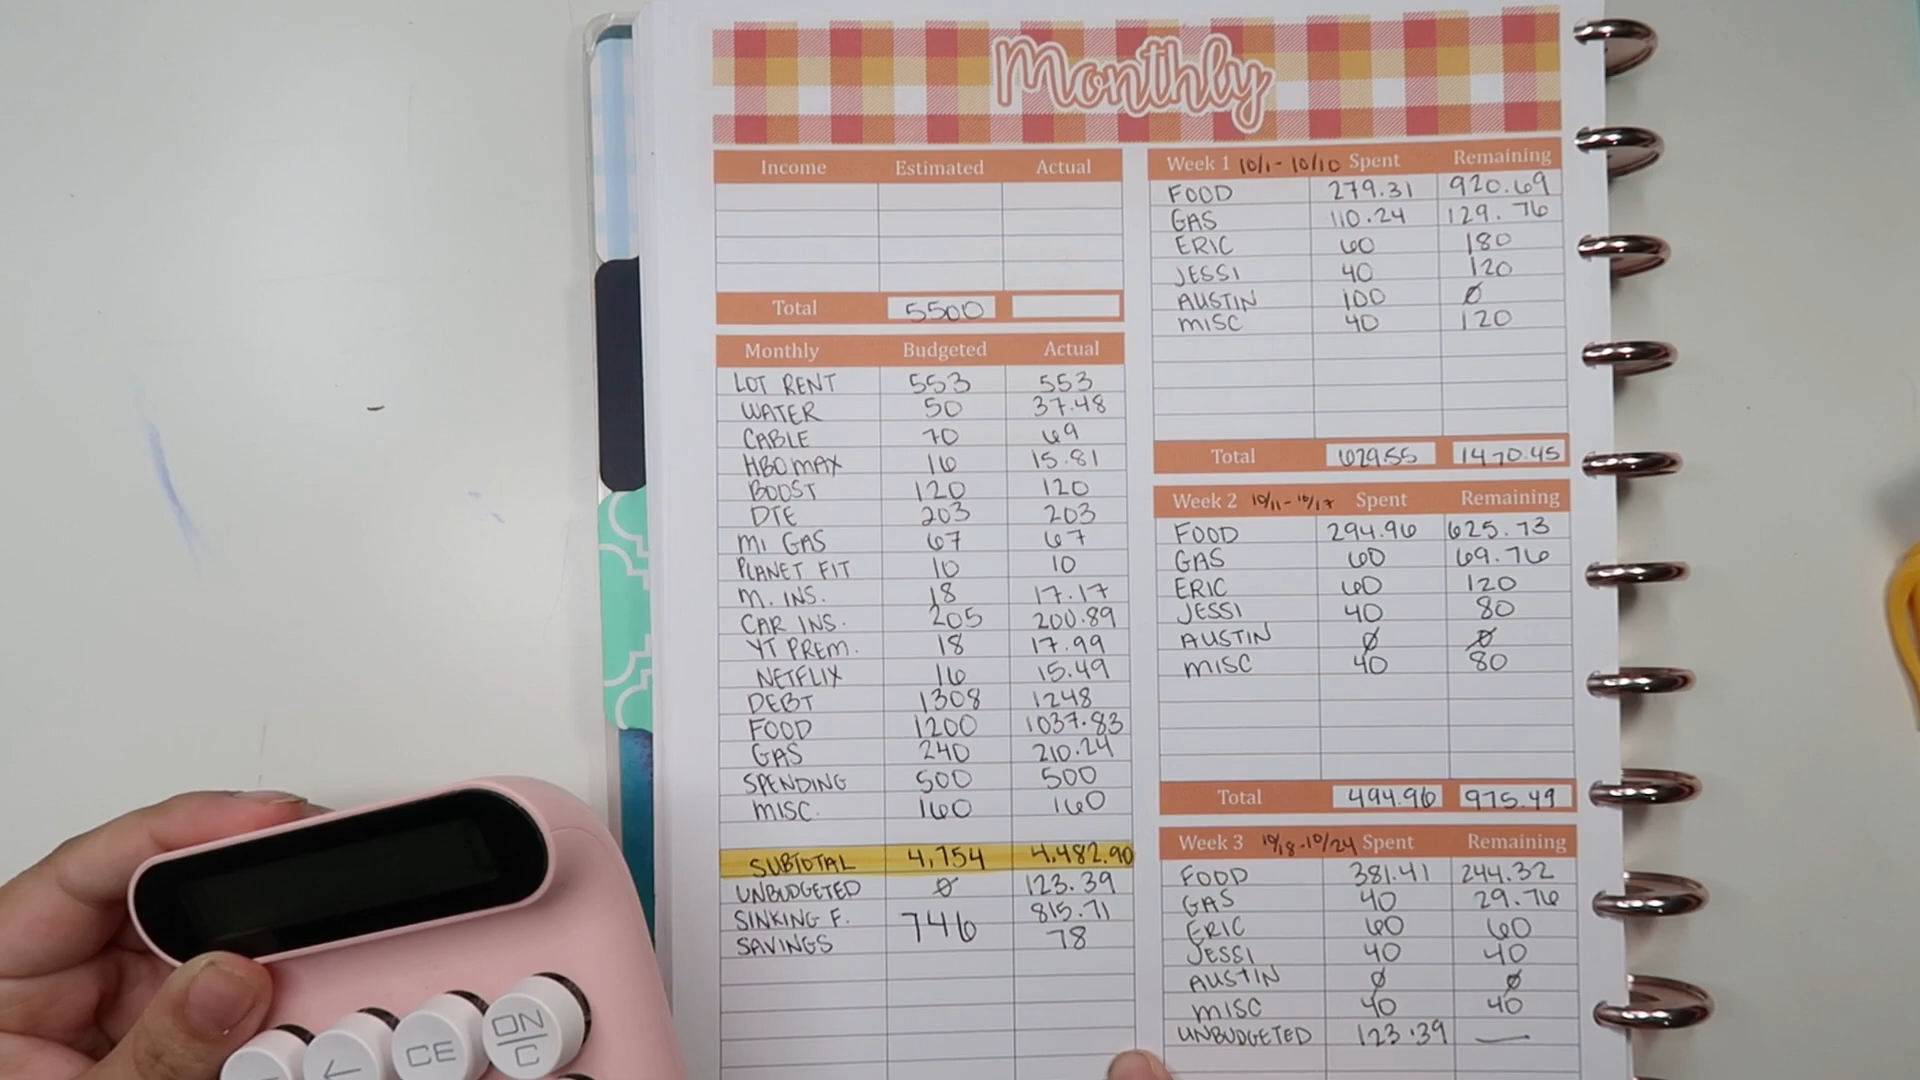 Monthly
Income Estimated Actual
Total 5500
Monthly Budgeted Actual
LOT RENT 553 553
WATER 50 37.48
CABLE 70 69
HBOMAX 16 15.81
BOOST 120 120
DTE 203 203
MI GAS 67 67
PLANET FIT 10 10
M. INS. 18 17.17
CAR INS. 205 200.89
YT PREM. 18 17.99
NETFLIX 16 15.49
DEBT 1308 1248
FOOD 1200 1037.83
GAS 240 210.24
SPENDING 500 500
MISC. 160 160
SUBTOTAL 4,754 4,482.90
UNBUDGETED Ø 123.39
SINKING F. 746 815.71
SAVINGS 78
Week 1 10/1 - 10/10 Spent Remaining
FOOD 279.31 920.69
GAS 110.24 129.76
ERIC 60 180
JESSI 40 120
AUSTIN 100 Ø
MISC 40 120
Total 629.55 1470.45
Week 2 10/11 - 10/17 Spent Remaining
FOOD 294.96 625.73
GAS 60 69.76
ERIC 60 120
JESSI 40 80
AUSTIN Ø Ø
MISC 40 80
Total 494.96 975.49
Week 3 10/18 - 10/24 Spent Remaining
FOOD 381.41 244.32
GAS 40 29.76
ERIC 60 60
JESSI 40 40
AUSTIN Ø Ø
MISC 40 40
UNBUDGETED 123.39 —
← CE ON/C